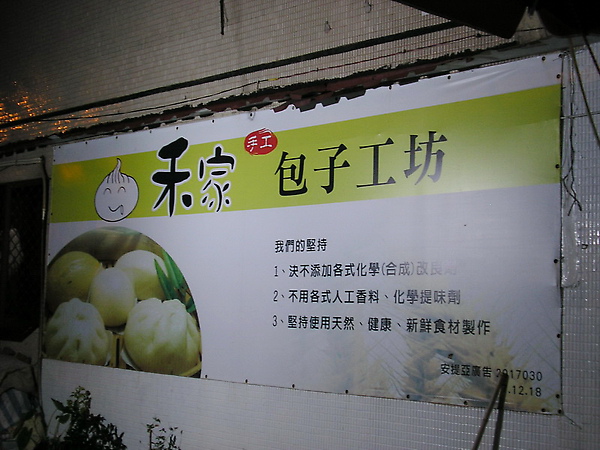 禾家 手工 包子工坊
我們的堅持
1、決不添加各式化學(合成)改良
2、不用各式人工香料、化學提味劑
3、堅持使用天然、健康、新鮮食材製作
安提亞廣告 2917030
.12.18